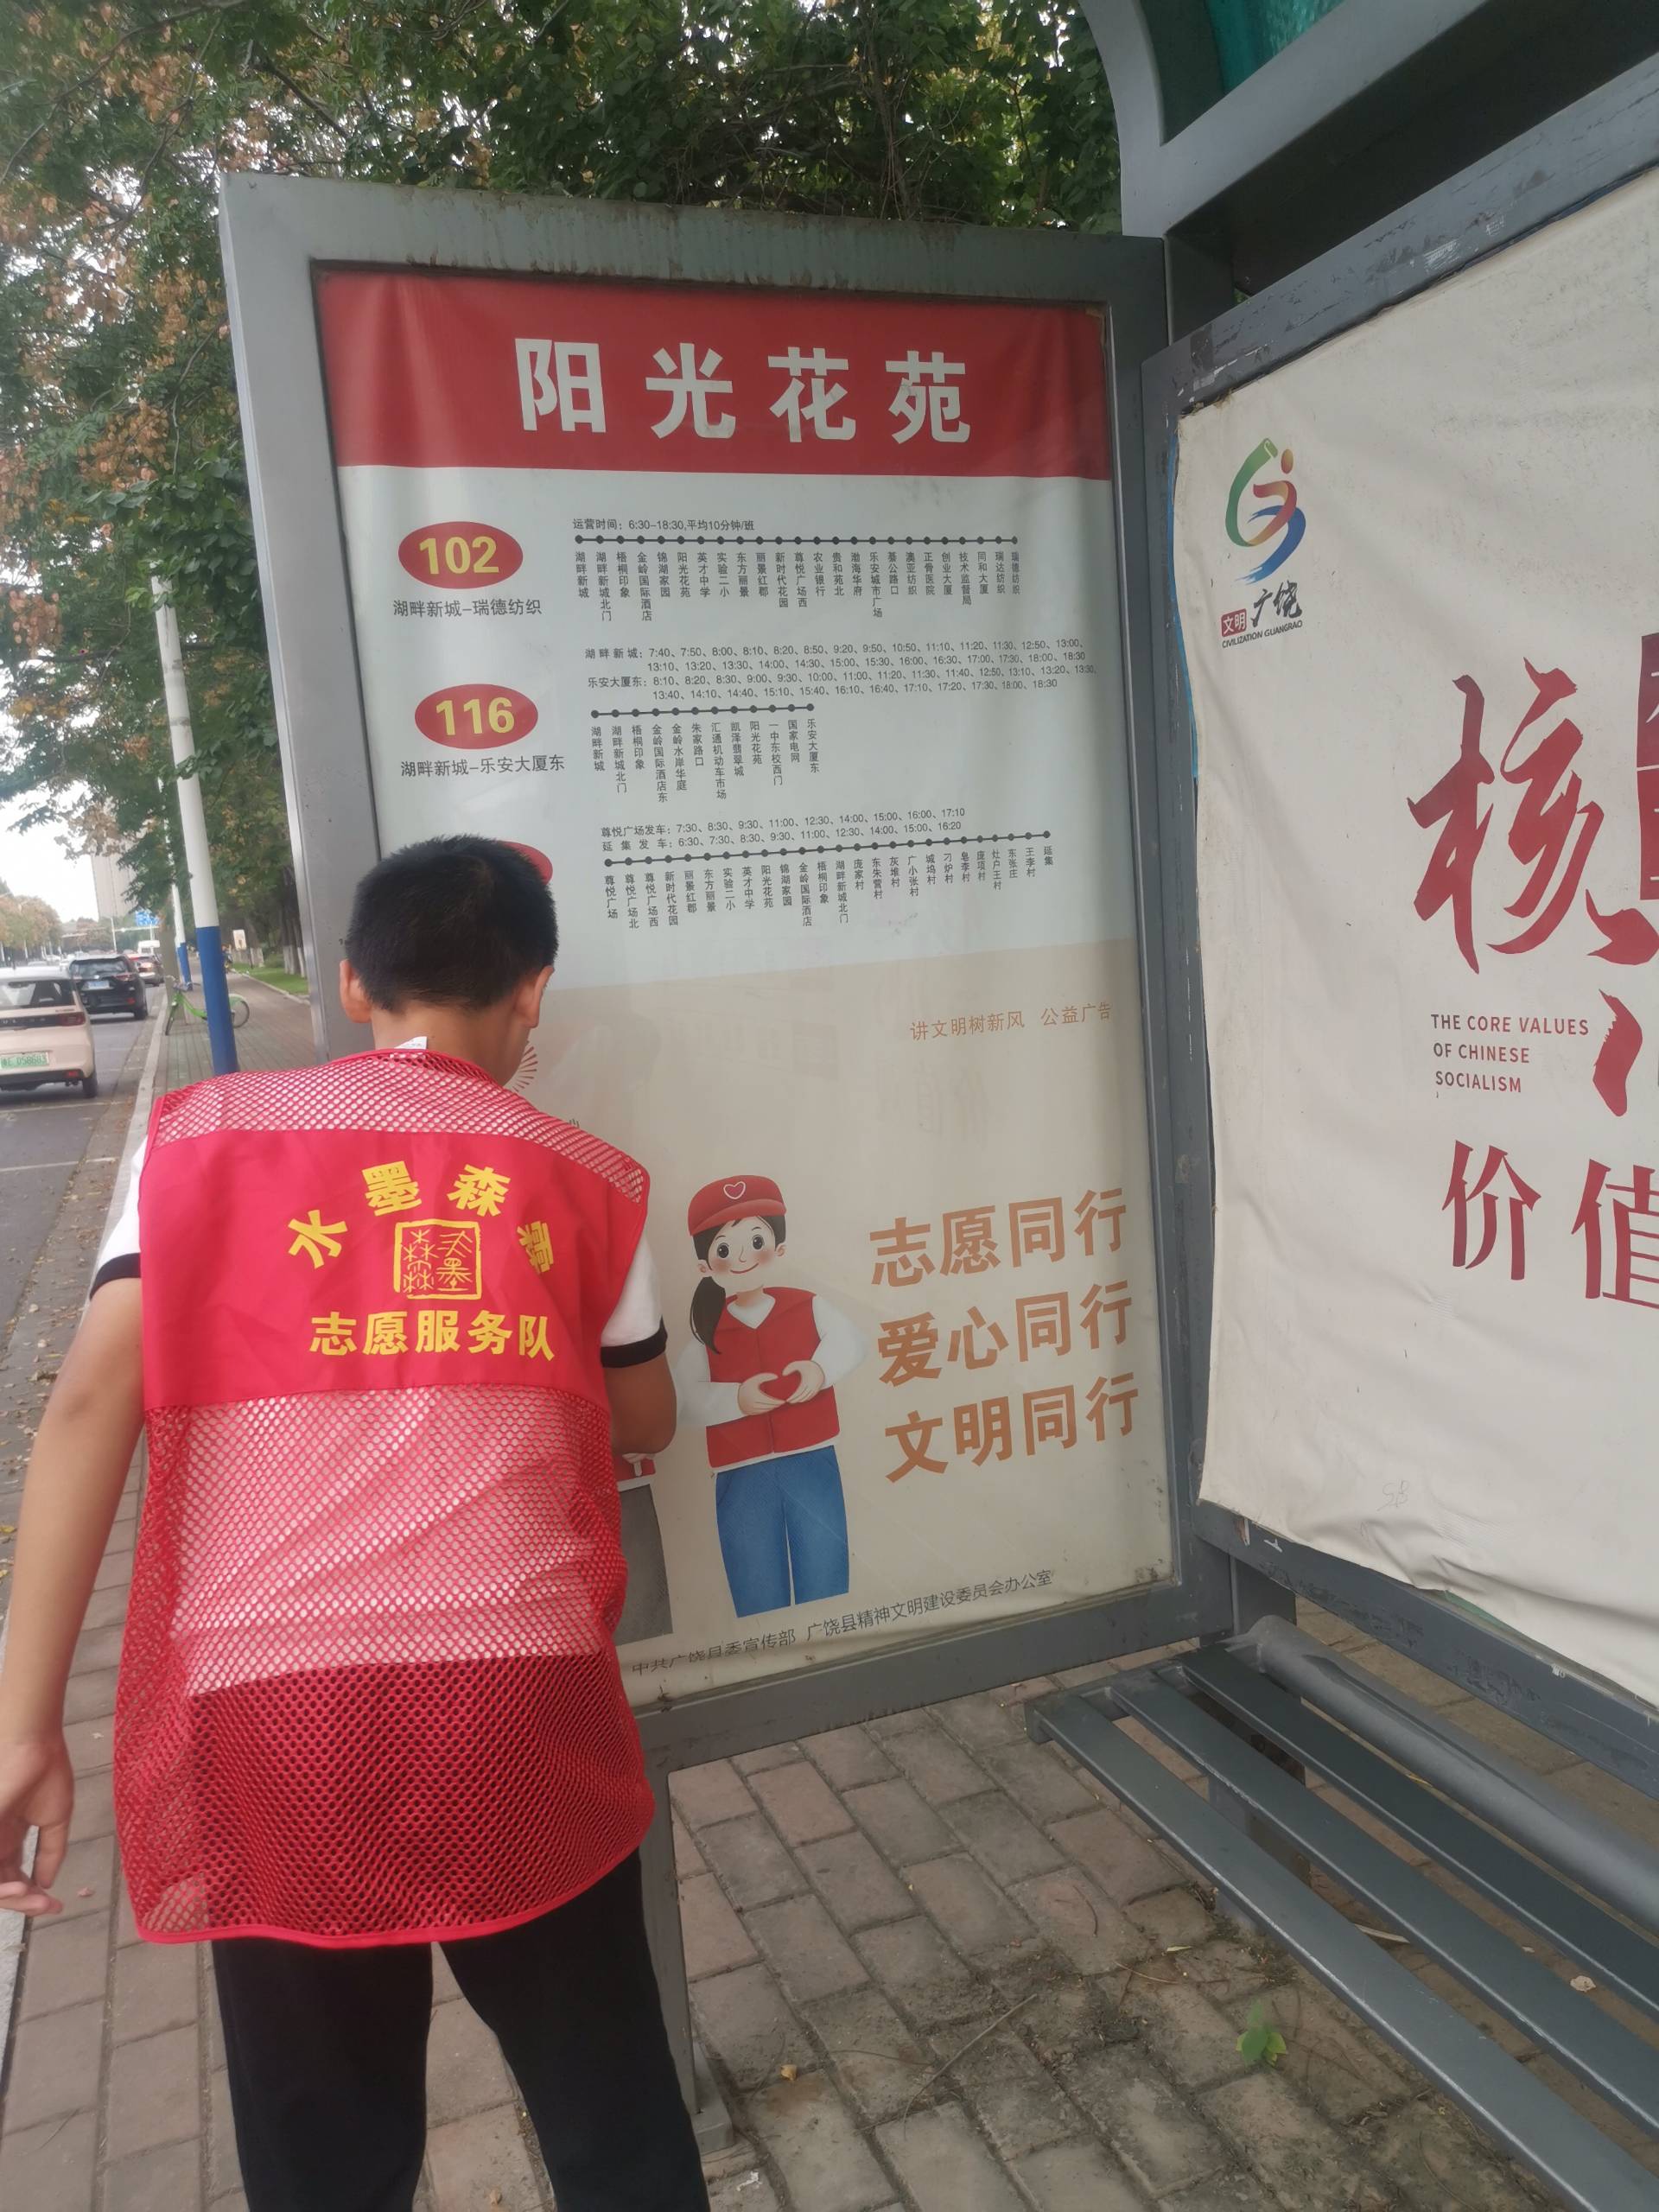 阳光花苑
102
湖畔新城-瑞德纺织
运营时间：6:30-18:30,平均10分钟/班
湖畔新城
湖畔新城北门
梧桐印象
金岭国际酒店
锦湖家园
阳光花苑
英才中学
实验二小
东方丽景
丽景红郡
新时代花园
尊悦广场西
农业银行
贵和苑北
渤海华府
乐安城市广场
綦公路口
澳亚纺织
正骨医院
创业大厦
技术监督局
同和大厦
瑞达纺织
瑞德纺织
116
湖畔新城-乐安大厦东
湖畔新城：7:40、7:50、8:00、8:10、8:20、8:50、9:20、9:50、10:50、11:10、11:20、11:30、12:50、13:00、
13:10、13:20、13:30、14:00、14:30、15:00、15:30、16:00、16:30、17:00、17:30、18:00、18:30
乐安大厦东：8:10、8:20、8:30、9:00、9:30、10:00、11:00、11:20、11:30、11:40、12:50、13:10、13:20、13:30、
13:40、14:10、14:40、15:10、15:40、16:10、16:40、17:10、17:20、17:30、18:00、18:30
湖畔新城
湖畔新城北门
梧桐印象
金岭国际酒店东
金岭水岸华庭
朱家路口
汇通机动车市场
凯泽翡翠城
阳光花苑
一中东校西门
国家电网
乐安大厦东
尊悦广场发车：7:30、8:30、9:30、11:00、12:30、14:00、15:00、16:00、17:10
延集发车：6:30、7:30、8:30、9:30、11:00、12:30、14:00、15:00、16:20
尊悦广场
尊悦广场北
尊悦广场西
新时代花园
丽景红郡
东方丽景
实验二小
英才中学
阳光花苑
锦湖家园
金岭国际酒店
梧桐印象
湖畔新城北门
庞家村
东朱营村
灰堆村
广小张村
城坞村
刁炉村
皂李村
庞项村
灶户王村
东张庄
王李村
延集
讲文明树新风 公益广告
志愿同行
爱心同行
文明同行
中共广饶县委宣传部 广饶县精神文明建设委员会办公室
水墨森
志愿服务队
文明广饶
CIVILIZATION GUANGRAO
核
THE CORE VALUES
OF CHINESE
SOCIALISM
价值